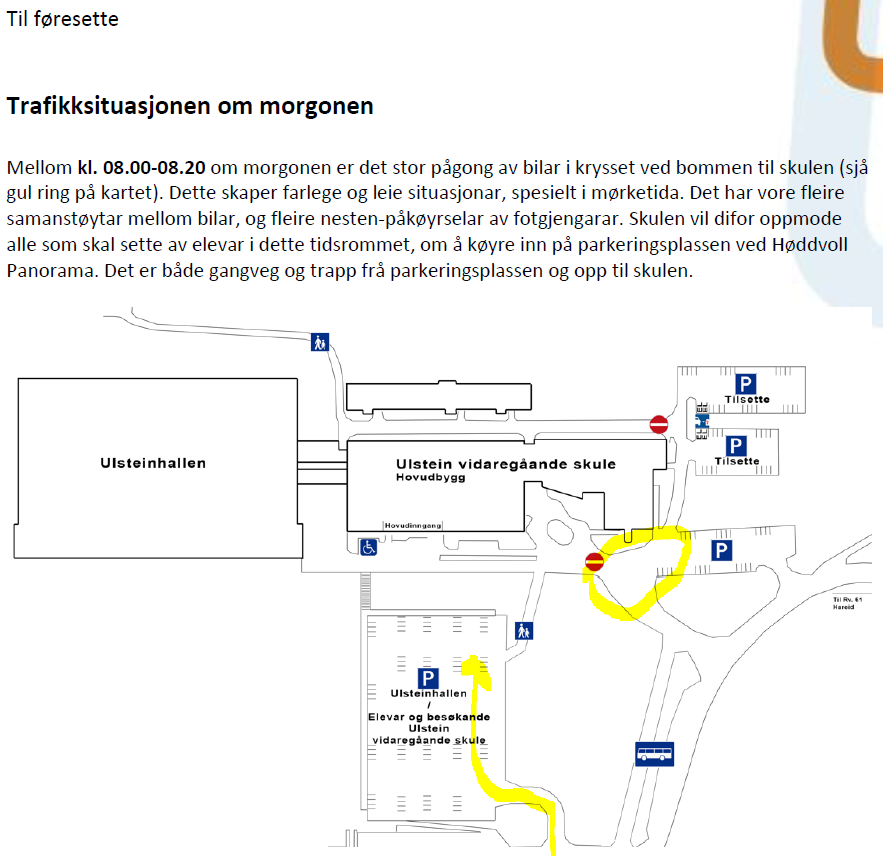 Til føresette
Trafikksituasjonen om morgonen
Mellom kl. 08.00-08.20 om morgonen er det stor pågong av bilar i krysset ved bommen til skulen (sjå
gul ring på kartet). Dette skaper farlege og leie situasjonar, spesielt i mørketida. Det har vore fleire
samanstøytar mellom bilar, og fleire nesten-påkøyrselar av fotgjengarar. Skulen vil difor oppmode
alle som skal sette av elevar i dette tidsrommet, om å køyre inn på parkeringsplassen ved Høddvoll
Panorama. Det er både gangveg og trapp frå parkeringsplassen og opp til skulen.
P
Tilsette
P
Tilsette
Ulsteinhallen
Ulstein vidaregåande skule
Hovudbygg
Hovudinngang
P
Til Rv. 61
Hareid
P
Ulsteinhallen
/
Elevar og besøkande
Ulstein
vidaregåande skule